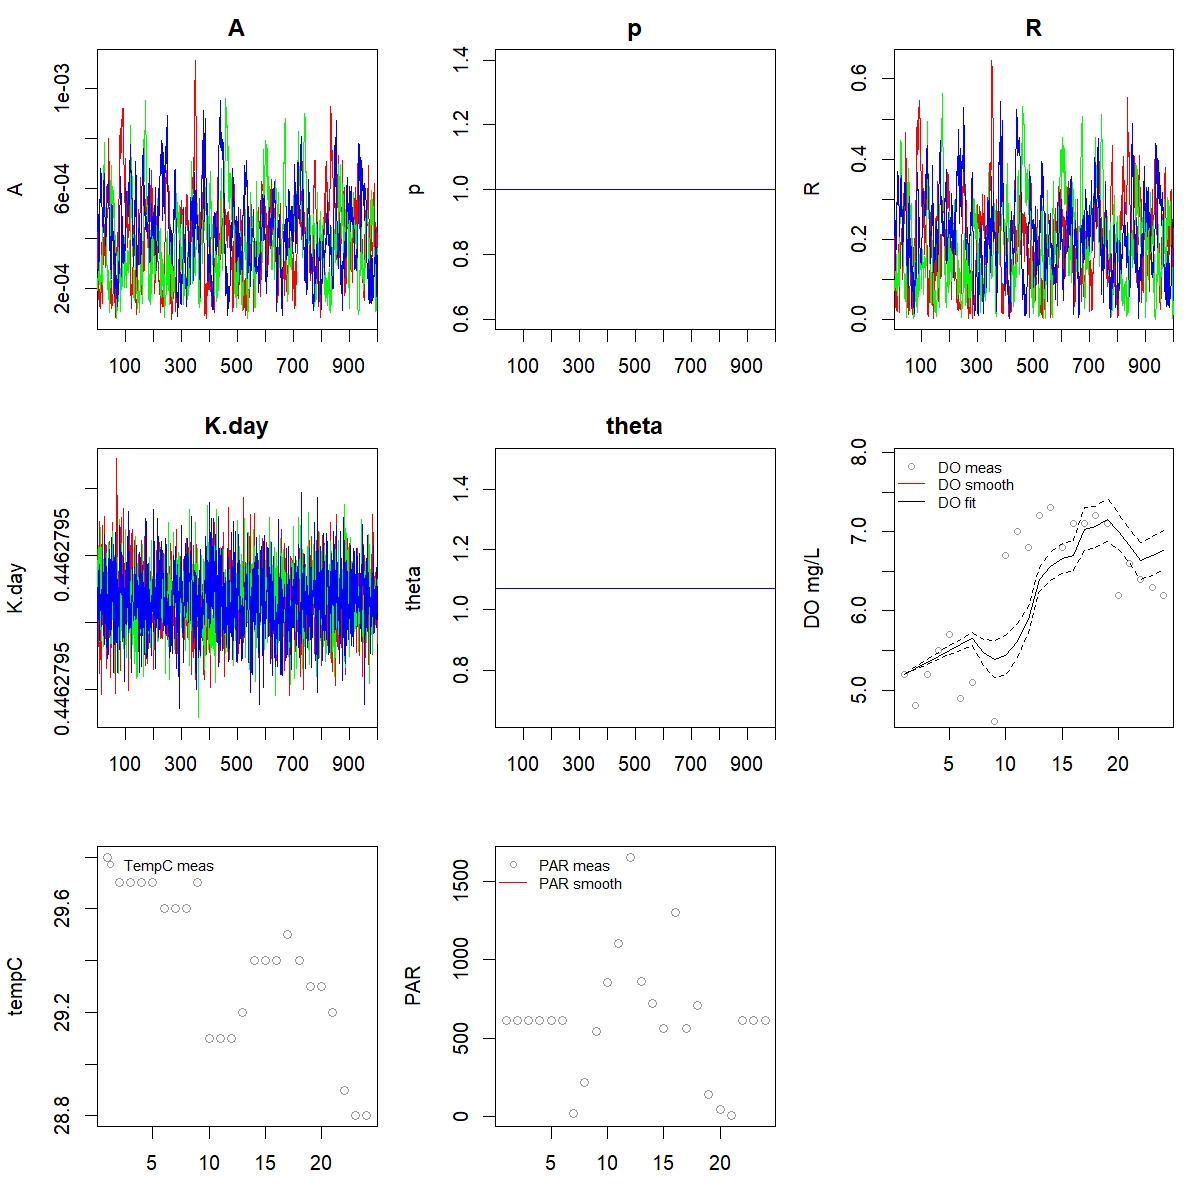 A
A
2e-04 6e-04 1e-03
100 300 500 700 900
p
p
0.6 0.8 1.0 1.2 1.4
100 300 500 700 900
R
R
0.0 0.2 0.4 0.6
100 300 500 700 900
K.day
K.day
0.4462795 0.4462795
100 300 500 700 900
theta
theta
0.8 1.0 1.2 1.4
100 300 500 700 900
DO mg/L
5.0 6.0 7.0 8.0
DO meas
DO smooth
DO fit
5 10 15 20
tempC
28.8 29.2 29.6
TempC meas
5 10 15 20
PAR
0 500 1000 1500
PAR meas
PAR smooth
5 10 15 20